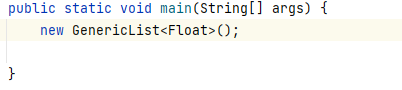 public static void main(String[] args) {
    new GenericList<Float>();
}